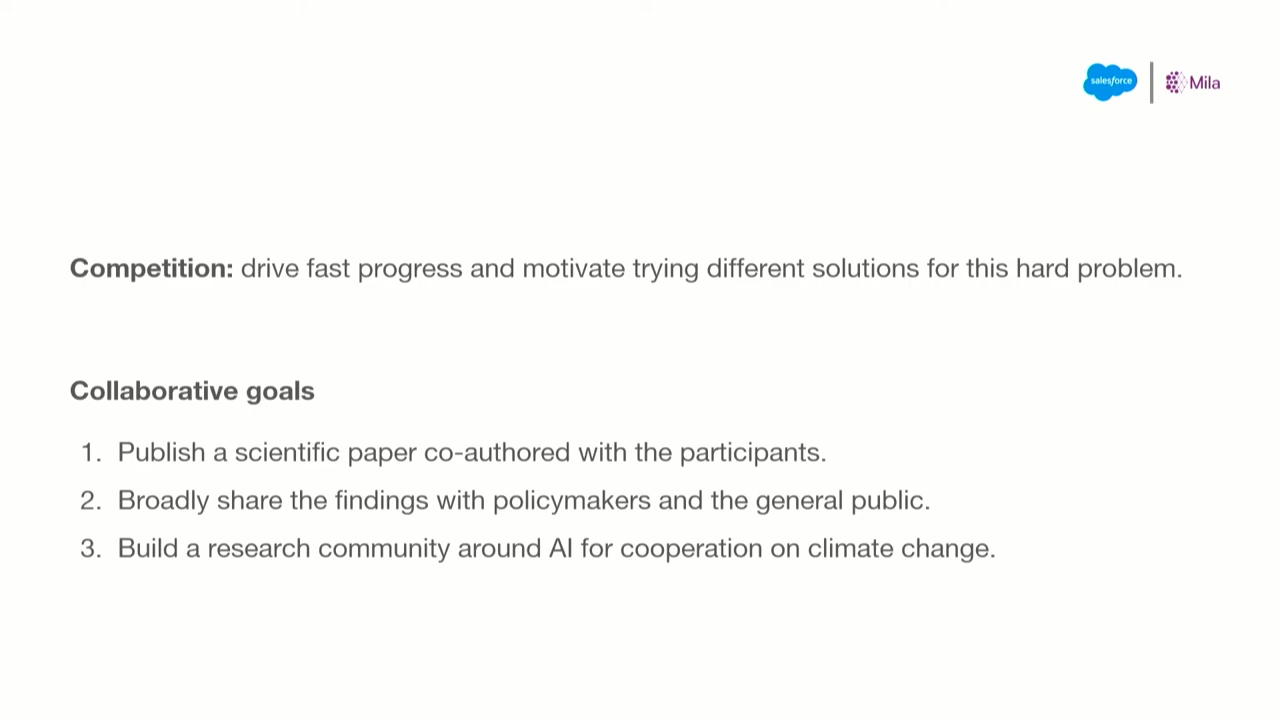 salesforce
Mila
Competition: drive fast progress and motivate trying different solutions for this hard problem.
Collaborative goals
1. Publish a scientific paper co-authored with the participants.
2. Broadly share the findings with policymakers and the general public.
3. Build a research community around AI for cooperation on climate change.